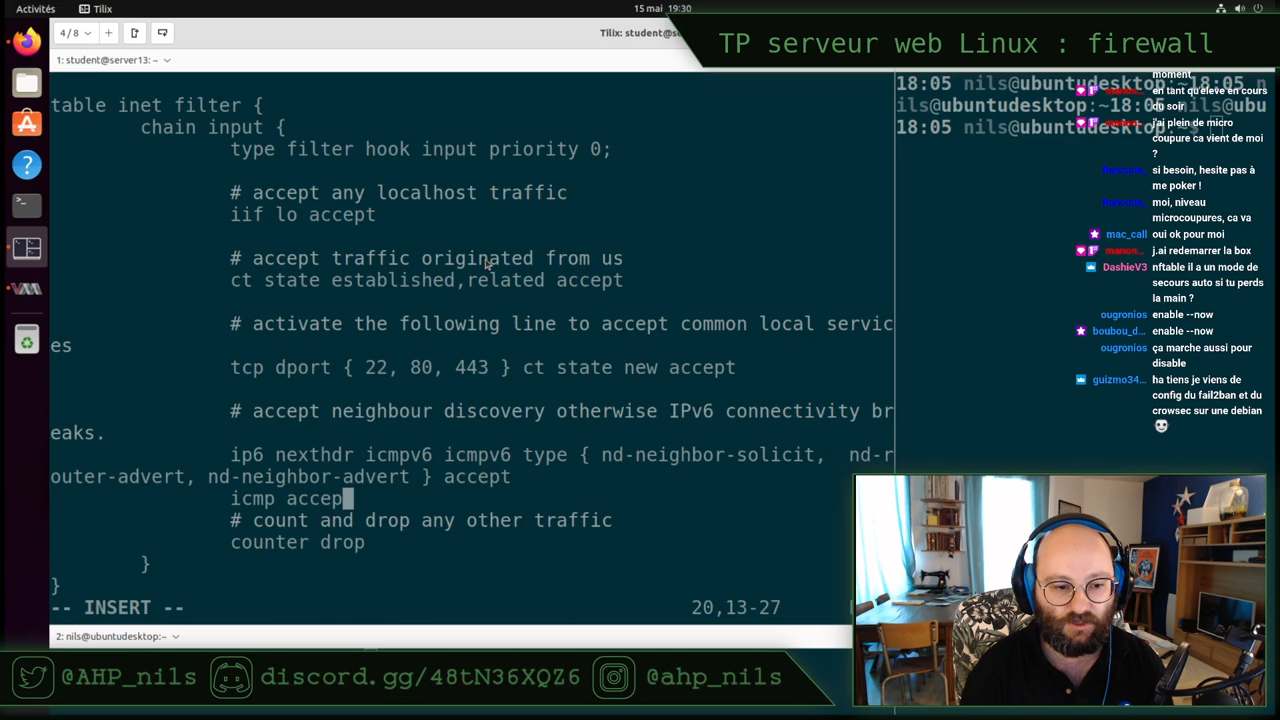 Activités
Tilix
15 mai 19:30
4/8
Tilix: student@se
TP serveur web Linux : firewall
1: student@server13: ~
table inet filter {
chain input {
type filter hook input priority 0;
# accept any localhost traffic
iif lo accept
# accept traffic originated from us
ct state established,related accept
# activate the following line to accept common local servic
es
tcp dport { 22, 80, 443 } ct state new accept
# accept neighbour discovery otherwise IPv6 connectivity br
eaks.
ip6 nexthdr icmpv6 icmpv6 type { nd-neighbor-solicit,  nd-r
outer-advert, nd-neighbor-advert } accept
icmp accep
# count and drop any other traffic
counter drop
}
}
-- INSERT --
20,13-27
2: nils@ubuntudesktop:~
18:05 nils@ubuntudesktop:~18:05 n
ils@ubuntudesktop:~18:0 nils@ubu
18:05 nils@ubuntudesktop:~$
moment
en tant qu'élève en cours
du soir
manon...
j'ai plein de micro
coupure ca vient de moi
?
si besoin, hesite pas à
me poker !
moi, niveau
microcoupures, ca va
mac_call
oui ok pour moi
manon...
j.ai redemarrer la box
DashieV3
nftable il a un mode de
secours auto si tu perds
la main ?
ougronios
enable --now
boubou_d...
enable --now
ougronios
ça marche aussi pour
disable
guizmo34...
ha tiens je viens de
config du fail2ban et du
crowsec sur une debian
@AHP_nils
discord.gg/48tN36XQZ6
@ahp_nils